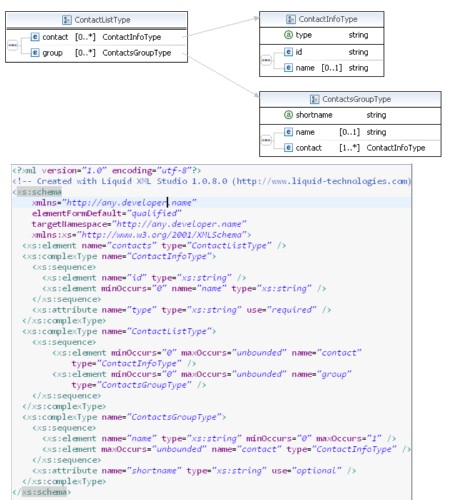 ContactListType
contact [0..*] ContactInfoType
group [0..*] ContactsGroupType
ContactInfoType
type string
id string
name [0..1] string
ContactsGroupType
shortname string
name [0..1] string
contact [1..*] ContactInfoType
<?xml version="1.0" encoding="utf-8"?>
<!-- Created with Liquid XML Studio 1.0.8.0 (http://www.liquid-technologies.com)
<xs:schema
xmlns="http://any.developer.name"
elementFormDefault="qualified"
targetNamespace="http://any.developer.name"
xmlns:xs="http://www.w3.org/2001/XMLSchema">
<xs:element name="contacts" type="ContactListType" />
<xs:complexType name="ContactInfoType">
<xs:sequence>
<xs:element name="id" type="xs:string" />
<xs:element minOccurs="0" name="name" type="xs:string" />
</xs:sequence>
<xs:attribute name="type" type="xs:string" use="required" />
</xs:complexType>
<xs:complexType name="ContactListType">
<xs:sequence>
<xs:element minOccurs="0" maxOccurs="unbounded" name="contact"
type="ContactInfoType" />
<xs:element minOccurs="0" maxOccurs="unbounded" name="group"
type="ContactsGroupType" />
</xs:sequence>
</xs:complexType>
<xs:complexType name="ContactsGroupType">
<xs:sequence>
<xs:element name="name" type="xs:string" minOccurs="0" maxOccurs="1" />
<xs:element maxOccurs="unbounded" name="contact" type="ContactInfoType" />
</xs:sequence>
<xs:attribute name="shortname" type="xs:string" use="optional" />
</xs:complexType>
</xs:schema>